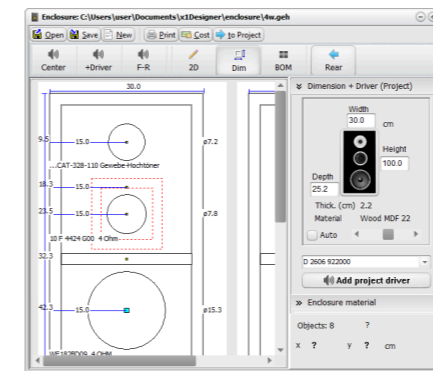 Enclosure: C:\Users\user\Documents\x1Designer\enclosure\4w.geh
Open Save New Print Cost to Project
Center +Driver F-R 2D Dim BOM Rear
30.0
Dimension + Driver (Project)
Width
30.0 cm
9.5 15.0 ø7.2
Height
100.0
...CAT-328-110 Gewebe-Hochtöner
Depth
25.2
18.3 15.0
Thick. (cm) 2.2
23.5 15.0 ø7.8
Material Wood MDF 22
Auto
10 F 4424 G00 4 Ohm
32.3
D 2606 922000
Add project driver
Enclosure material
42.3 15.0 ø15.3
Objects: 8 ?
x ? y ? cm
4 OHM